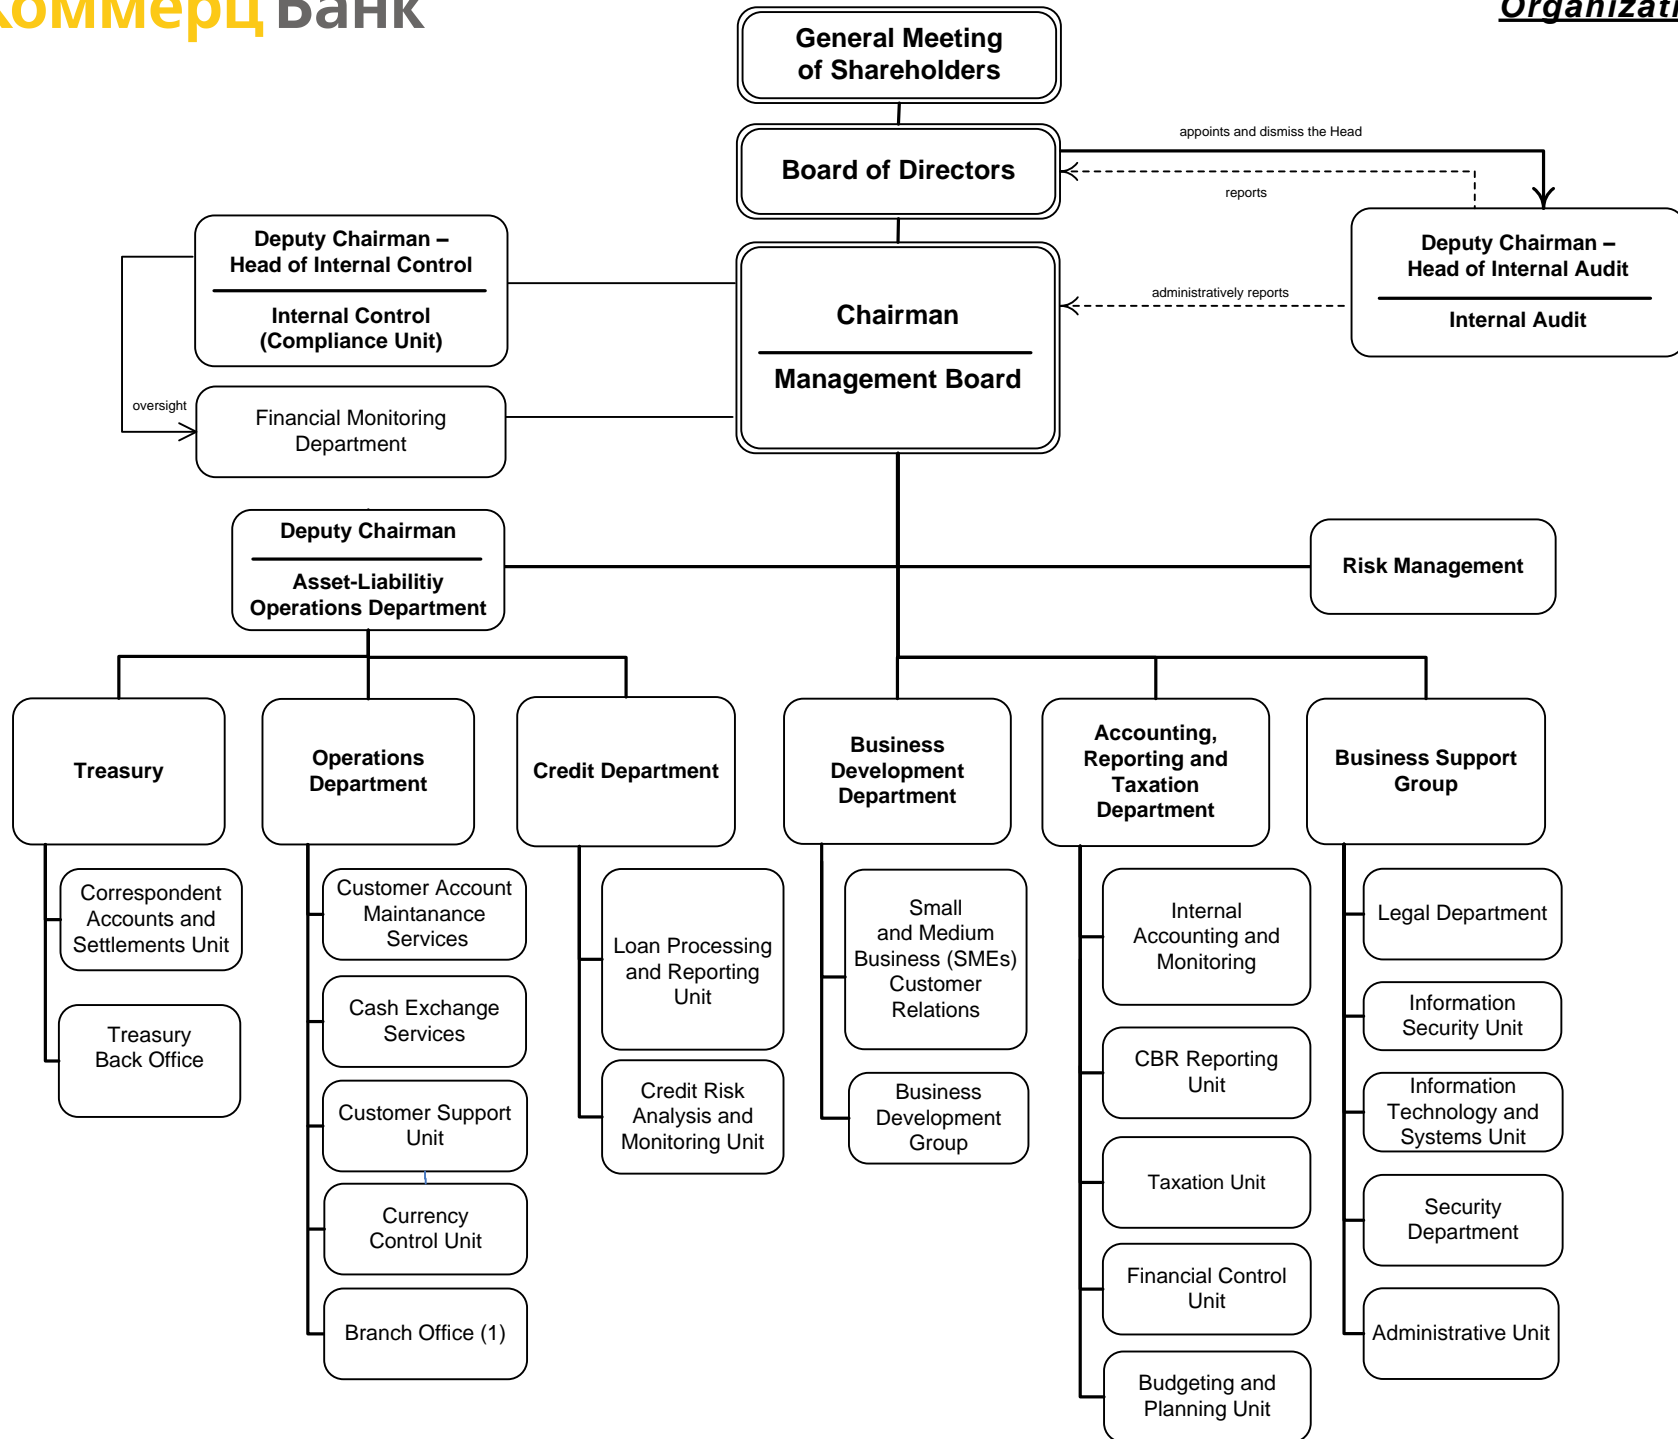 Коммерц Банк
General Meeting
of Shareholders
Board of Directors
appoints and dismiss the Head
reports
Deputy Chairman –
Head of Internal Control
Internal Control
(Compliance Unit)
Deputy Chairman –
Head of Internal Audit
Internal Audit
administratively reports
Chairman
Management Board
oversight
Financial Monitoring
Department
Deputy Chairman
Asset-Liabilitiy
Operations Department
Risk Management
Treasury
Operations
Department
Credit Department
Business
Development
Department
Accounting,
Reporting and
Taxation
Department
Business Support
Group
Correspondent
Accounts and
Settlements Unit
Treasury
Back Office
Customer Account
Maintanance
Services
Cash Exchange
Services
Customer Support
Unit
Currency
Control Unit
Branch Office (1)
Loan Processing
and Reporting
Unit
Credit Risk
Analysis and
Monitoring Unit
Small
and Medium
Business (SMEs)
Customer
Relations
Business
Development
Group
Internal
Accounting and
Monitoring
CBR Reporting
Unit
Taxation Unit
Financial Control
Unit
Budgeting and
Planning Unit
Legal Department
Information
Security Unit
Information
Technology and
Systems Unit
Security
Department
Administrative Unit